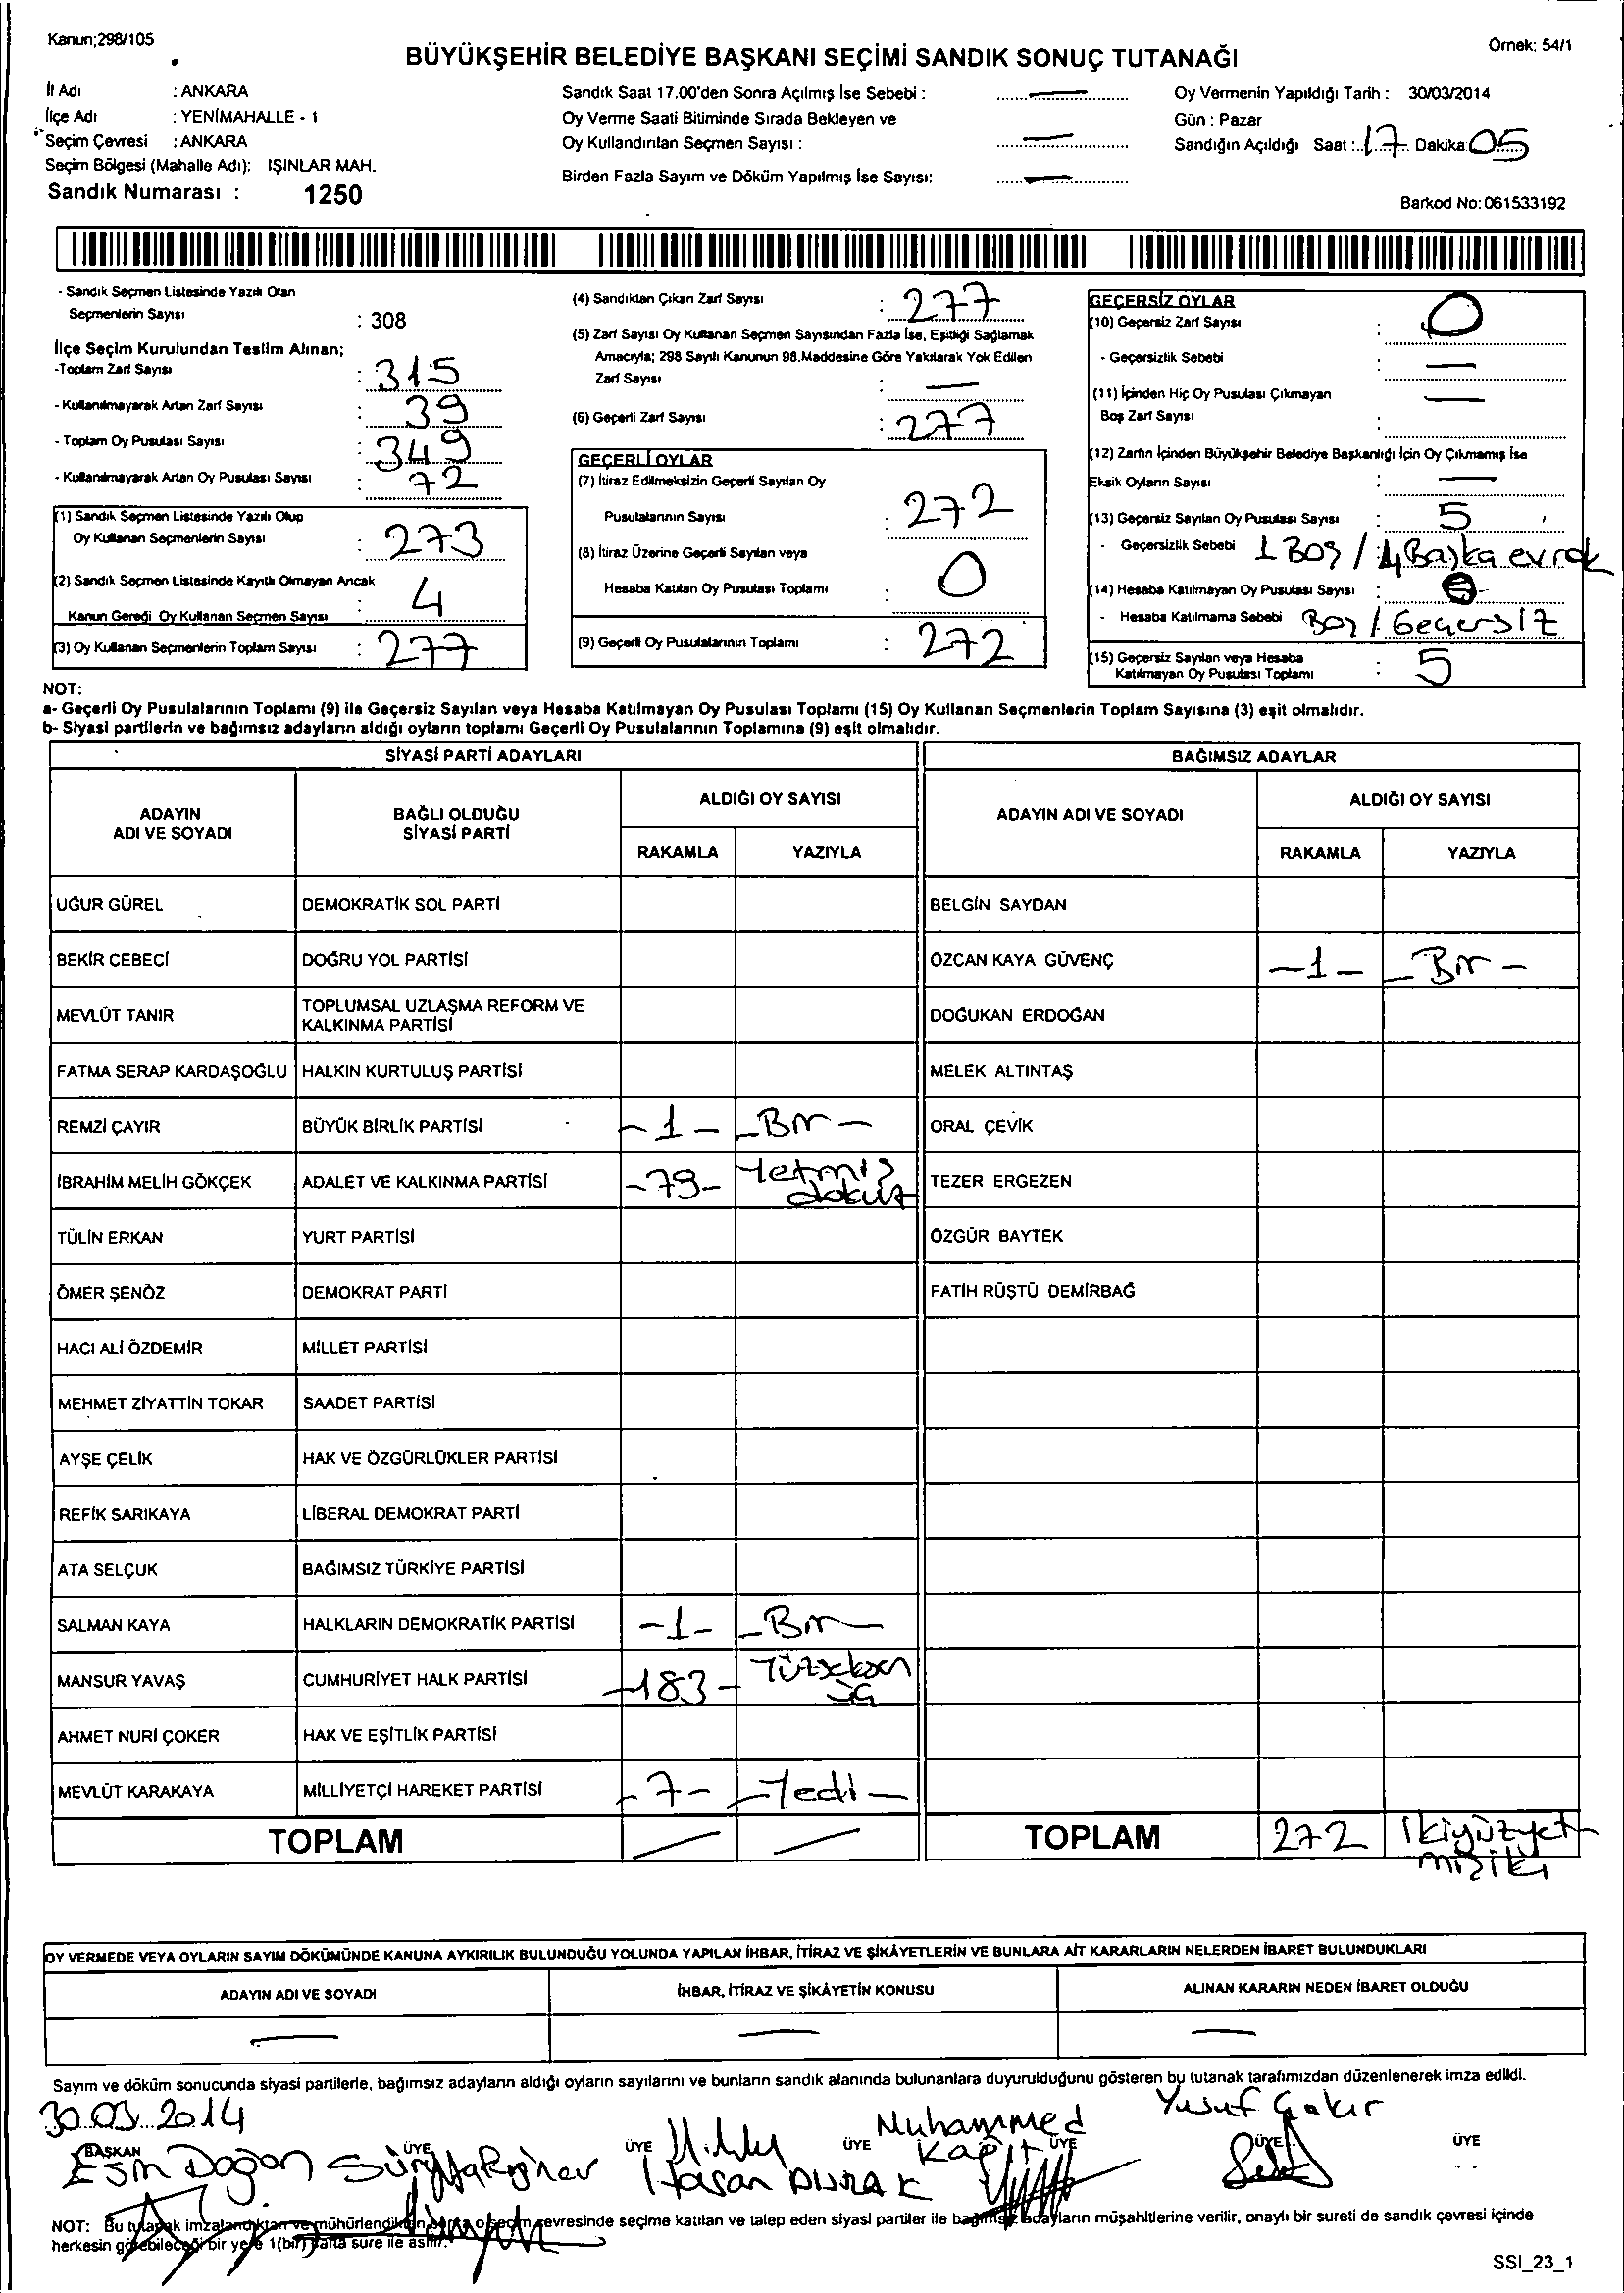 Kanun;298/105
Örnek: 54/1
BÜYÜKŞEHİR BELEDİYE BAŞKANI SEÇİMİ SANDIK SONUÇ TUTANAĞI
İl Adı : ANKARA
İlçe Adı : YENİMAHALLE - 1
Seçim Çevresi : ANKARA
Seçim Bölgesi (Mahalle Adı): IŞINLAR MAH.
Sandık Numarası : 1250
Sandık Saat 17.00'den Sonra Açılmış İse Sebebi : —
Oy Verme Saati Bitiminde Sırada Bekleyen ve
Oy Kullandırılan Seçmen Sayısı : —
Birden Fazla Sayım ve Döküm Yapılmış İse Sayısı: —
Oy Vermenin Yapıldığı Tarih : 30/03/2014
Gün : Pazar
Sandığın Açıldığı Saat : 17 Dakika: 05
Barkod No: 061533192
- Sandık Seçmen Listesinde Yazılı Olan
Seçmenlerin Sayısı : 308
İlçe Seçim Kurulundan Teslim Alınan;
-Toplam Zarf Sayısı : 315
- Kullanılmayarak Artan Zarf Sayısı : 39
- Toplam Oy Pusulası Sayısı : 349
- Kullanılmayarak Artan Oy Pusulası Sayısı : 72
(1) Sandık Seçmen Listesinde Yazılı Olup
Oy Kullanan Seçmenlerin Sayısı : 273
(2) Sandık Seçmen Listesinde Kayıtlı Olmayan Ancak
Kanun Gereği Oy Kullanan Seçmen Sayısı : 4
(3) Oy Kullanan Seçmenlerin Toplam Sayısı : 277
(4) Sandıktan Çıkan Zarf Sayısı : 277
(5) Zarf Sayısı Oy Kullanan Seçmen Sayısından Fazla İse, Eşitliği Sağlamak
Amacıyla; 298 Sayılı Kanunun 98.Maddesine Göre Yakılarak Yok Edilen
Zarf Sayısı : —
(6) Geçerli Zarf Sayısı : 277
GEÇERLİ OYLAR
(7) İtiraz Edilmeksizin Geçerli Sayılan Oy
Pusulalarının Sayısı : 272
(8) İtiraz Üzerine Geçerli Sayılan veya
Hesaba Katılan Oy Pusulası Toplamı : 0
(9) Geçerli Oy Pusulalarının Toplamı : 272
GEÇERSİZ OYLAR
(10) Geçersiz Zarf Sayısı : 0
- Geçersizlik Sebebi : —
(11) İçinden Hiç Oy Pusulası Çıkmayan —
Boş Zarf Sayısı :
(12) Zarfın İçinden Büyükşehir Belediye Başkanlığı İçin Oy Çıkmamış İse
Eksik Oyların Sayısı : —
(13) Geçersiz Sayılan Oy Pusulası Sayısı : 5
- Geçersizlik Sebebi 1 Boş / 4 Başka evrak
(14) Hesaba Katılmayan Oy Pusulası Sayısı :
- Hesaba Katılmama Sebebi Boş / Geçersiz
(15) Geçersiz Sayılan veya Hesaba
Katılmayan Oy Pusulası Toplamı : 5
NOT:
a- Geçerli Oy Pusulalarının Toplamı (9) ile Geçersiz Sayılan veya Hesaba Katılmayan Oy Pusulası Toplamı (15) Oy Kullanan Seçmenlerin Toplam Sayısına (3) eşit olmalıdır.
b- Siyasi partilerin ve bağımsız adayların aldığı oyların toplamı Geçerli Oy Pusulalarının Toplamına (9) eşit olmalıdır.
SİYASİ PARTİ ADAYLARI BAĞIMSIZ ADAYLAR
ADAYIN ADI VE SOYADI BAĞLI OLDUĞU SİYASİ PARTİ ALDIĞI OY SAYISI ADAYIN ADI VE SOYADI ALDIĞI OY SAYISI
RAKAMLA YAZIYLA RAKAMLA YAZIYLA
UĞUR GÜREL DEMOKRATİK SOL PARTİ BELGİN SAYDAN
BEKİR CEBECİ DOĞRU YOL PARTİSİ ÖZCAN KAYA GÜVENÇ -1- -Bir-
MEVLÜT TANIR TOPLUMSAL UZLAŞMA REFORM VE KALKINMA PARTİSİ DOĞUKAN ERDOĞAN
FATMA SERAP KARDAŞOĞLU HALKIN KURTULUŞ PARTİSİ MELEK ALTINTAŞ
REMZİ ÇAYIR BÜYÜK BİRLİK PARTİSİ -1- -Bir- ORAL ÇEVİK
İBRAHİM MELİH GÖKÇEK ADALET VE KALKINMA PARTİSİ -79- Yetmiş dokuz TEZER ERGEZEN
TÜLİN ERKAN YURT PARTİSİ ÖZGÜR BAYTEK
ÖMER ŞENÖZ DEMOKRAT PARTİ FATİH RÜŞTÜ DEMİRBAĞ
HACI ALİ ÖZDEMİR MİLLET PARTİSİ
MEHMET ZİYATTİN TOKAR SAADET PARTİSİ
AYŞE ÇELİK HAK VE ÖZGÜRLÜKLER PARTİSİ
REFİK SARIKAYA LİBERAL DEMOKRAT PARTİ
ATA SELÇUK BAĞIMSIZ TÜRKİYE PARTİSİ
SALMAN KAYA HALKLARIN DEMOKRATİK PARTİSİ -1- -Bir-
MANSUR YAVAŞ CUMHURİYET HALK PARTİSİ -183- Yüzseksen üç
AHMET NURİ ÇOKER HAK VE EŞİTLİK PARTİSİ
MEVLÜT KARAKAYA MİLLİYETÇİ HAREKET PARTİSİ -7- -Yedi-
TOPLAM / / TOPLAM 272 İkiyüzyetmişiki
OY VERMEDE VEYA OYLARIN SAYIM DÖKÜMÜNDE KANUNA AYKIRILIK BULUNDUĞU YOLUNDA YAPILAN İHBAR, İTİRAZ VE ŞİKÂYETLERİN VE BUNLARA AİT KARARLARIN NELERDEN İBARET BULUNDUKLARI
ADAYIN ADI VE SOYADI İHBAR, İTİRAZ VE ŞİKÂYETİN KONUSU ALINAN KARARIN NEDEN İBARET OLDUĞU
— — —
Sayım ve döküm sonucunda siyasi partilerle, bağımsız adayların aldığı oyların sayılarını ve bunların sandık alanında bulunanlara duyurulduğunu gösteren bu tutanak tarafımızdan düzenlenerek imza edildi.
30.03.2014
BAŞKAN ÜYE ÜYE ÜYE ÜYE ÜYE ÜYE
Esin Doğan
Hasan DURAK
Muhammed
Yusuf Çakır
NOT: Bu tutanak imzalandıktan ve mühürlendikten sonra o seçim çevresinde seçime katılan ve talep eden siyasi partiler ile bağımsız adayların müşahitlerine verilir, onaylı bir sureti de sandık çevresi içinde
herkesin görebileceği bir yere 1(bir) hafta süre ile asılır.
SSI_23_1